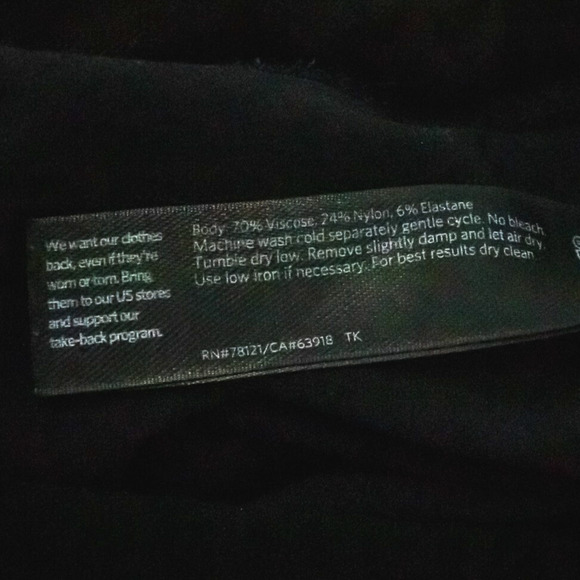 We want our clothes
back, even if they're
worn or torn. Bring
them to our US stores
and support our
take-back program.
Body: 70% Viscose, 24% Nylon, 6% Elastane
Machine wash cold separately gentle cycle. No bleach.
Tumble dry low. Remove slightly damp and let air dry.
Use low iron if necessary. For best results dry clean
RN#78121/CA#63918 TK